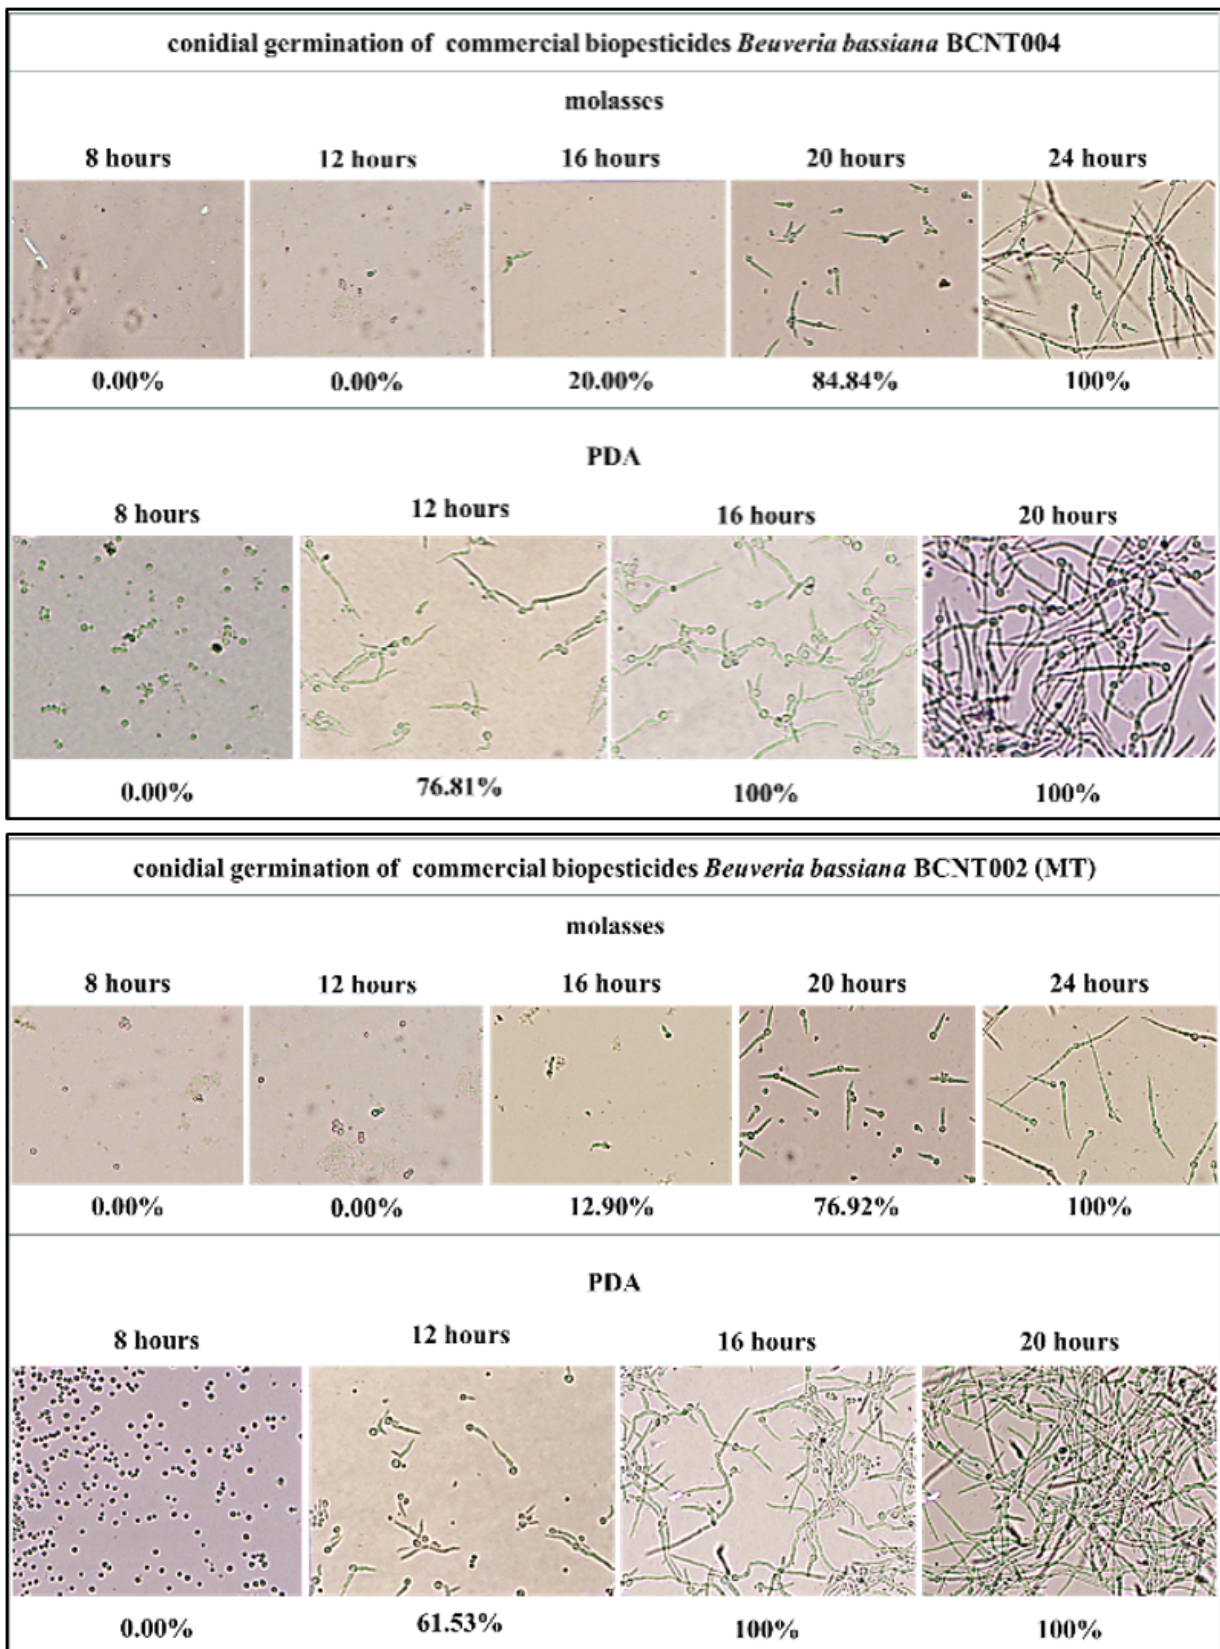 conidial germination of commercial biopesticides Beuveria bassiana BCNT004
molasses
8 hours 12 hours 16 hours 20 hours 24 hours
0.00% 0.00% 20.00% 84.84% 100%
PDA
8 hours 12 hours 16 hours 20 hours
0.00% 76.81% 100% 100%
conidial germination of commercial biopesticides Beuveria bassiana BCNT002 (MT)
molasses
8 hours 12 hours 16 hours 20 hours 24 hours
0.00% 0.00% 12.90% 76.92% 100%
PDA
8 hours 12 hours 16 hours 20 hours
0.00% 61.53% 100% 100%